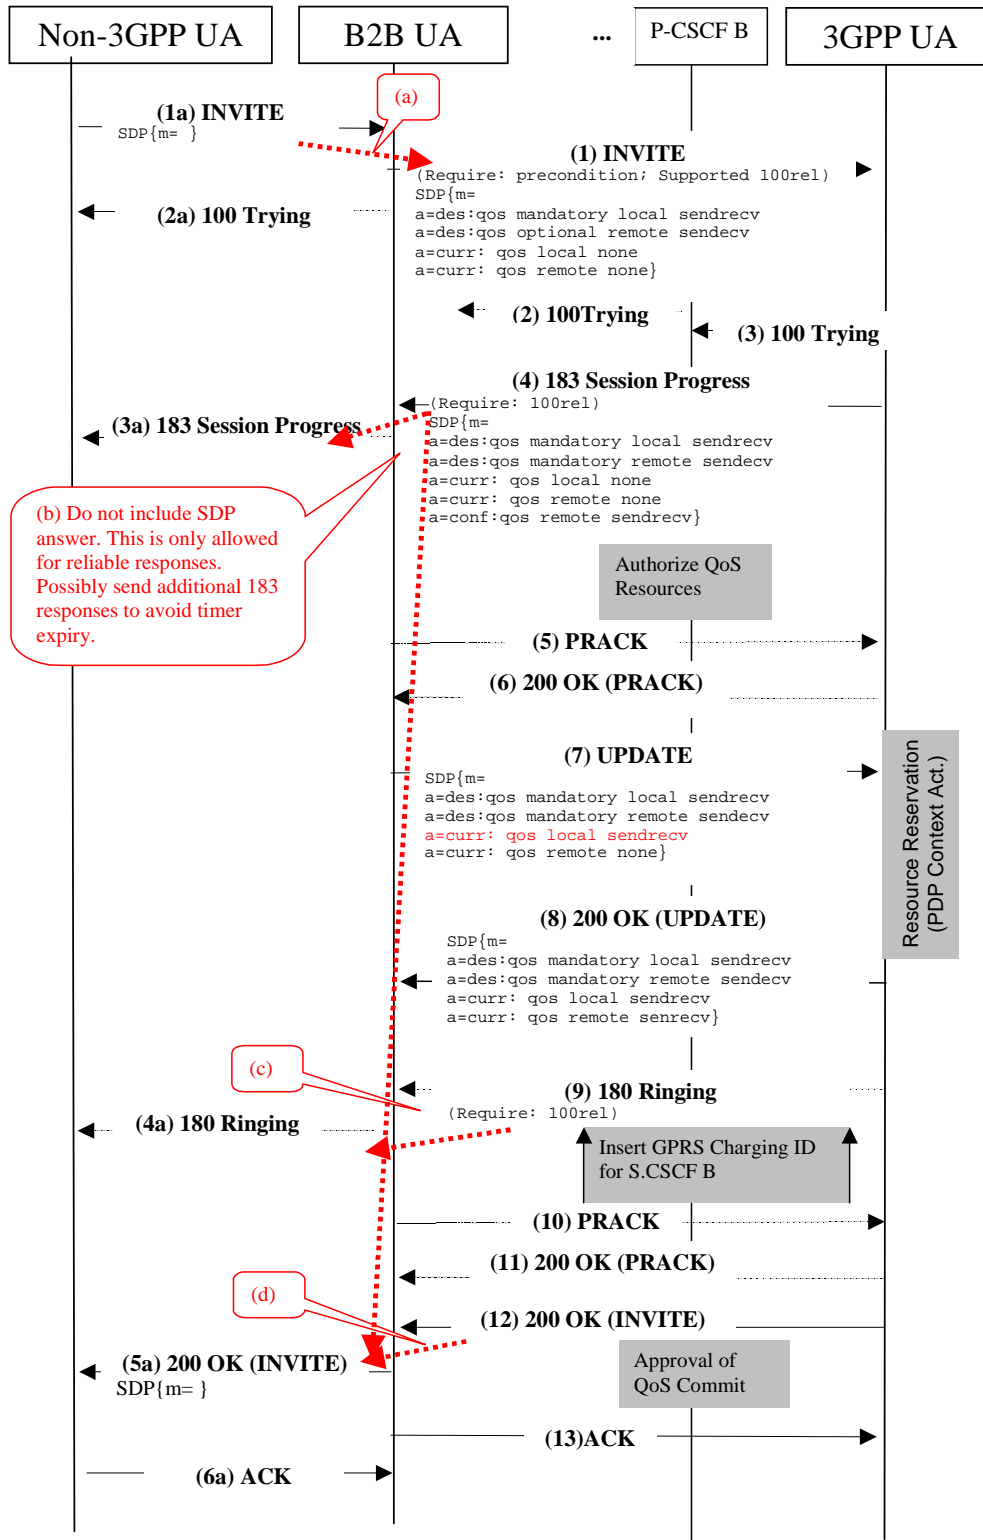 Non-3GPP UA
B2B UA
...
P-CSCF B
3GPP UA
(a)
(1a) INVITE
SDP{m= }
(1) INVITE
(Require: precondition; Supported 100rel)
SDP{m=
a=des:qos mandatory local sendrecv
a=des:qos optional remote sendecv
a=curr: qos local none
a=curr: qos remote none}
(2a) 100 Trying
(2) 100Trying
(3) 100 Trying
(4) 183 Session Progress
(Require: 100rel)
SDP{m=
a=des:qos mandatory local sendrecv
a=des:qos mandatory remote sendecv
a=curr: qos local none
a=curr: qos remote none
a=conf:qos remote sendrecv}
(3a) 183 Session Progress
(b) Do not include SDP
answer. This is only allowed
for reliable responses.
Possibly send additional 183
responses to avoid timer
expiry.
Authorize QoS
Resources
(5) PRACK
(6) 200 OK (PRACK)
(7) UPDATE
SDP{m=
a=des:qos mandatory local sendrecv
a=des:qos mandatory remote sendecv
a=curr: qos local sendrecv
a=curr: qos remote none}
Resource Reservation
(PDP Context Act.)
(8) 200 OK (UPDATE)
SDP{m=
a=des:qos mandatory local sendrecv
a=des:qos mandatory remote sendecv
a=curr: qos local sendrecv
a=curr: qos remote senrecv}
(c)
(9) 180 Ringing
(Require: 100rel)
(4a) 180 Ringing
Insert GPRS Charging ID
for S.CSCF B
(10) PRACK
(11) 200 OK (PRACK)
(d)
(12) 200 OK (INVITE)
(5a) 200 OK (INVITE)
SDP{m= }
Approval of
QoS Commit
(13)ACK
(6a) ACK